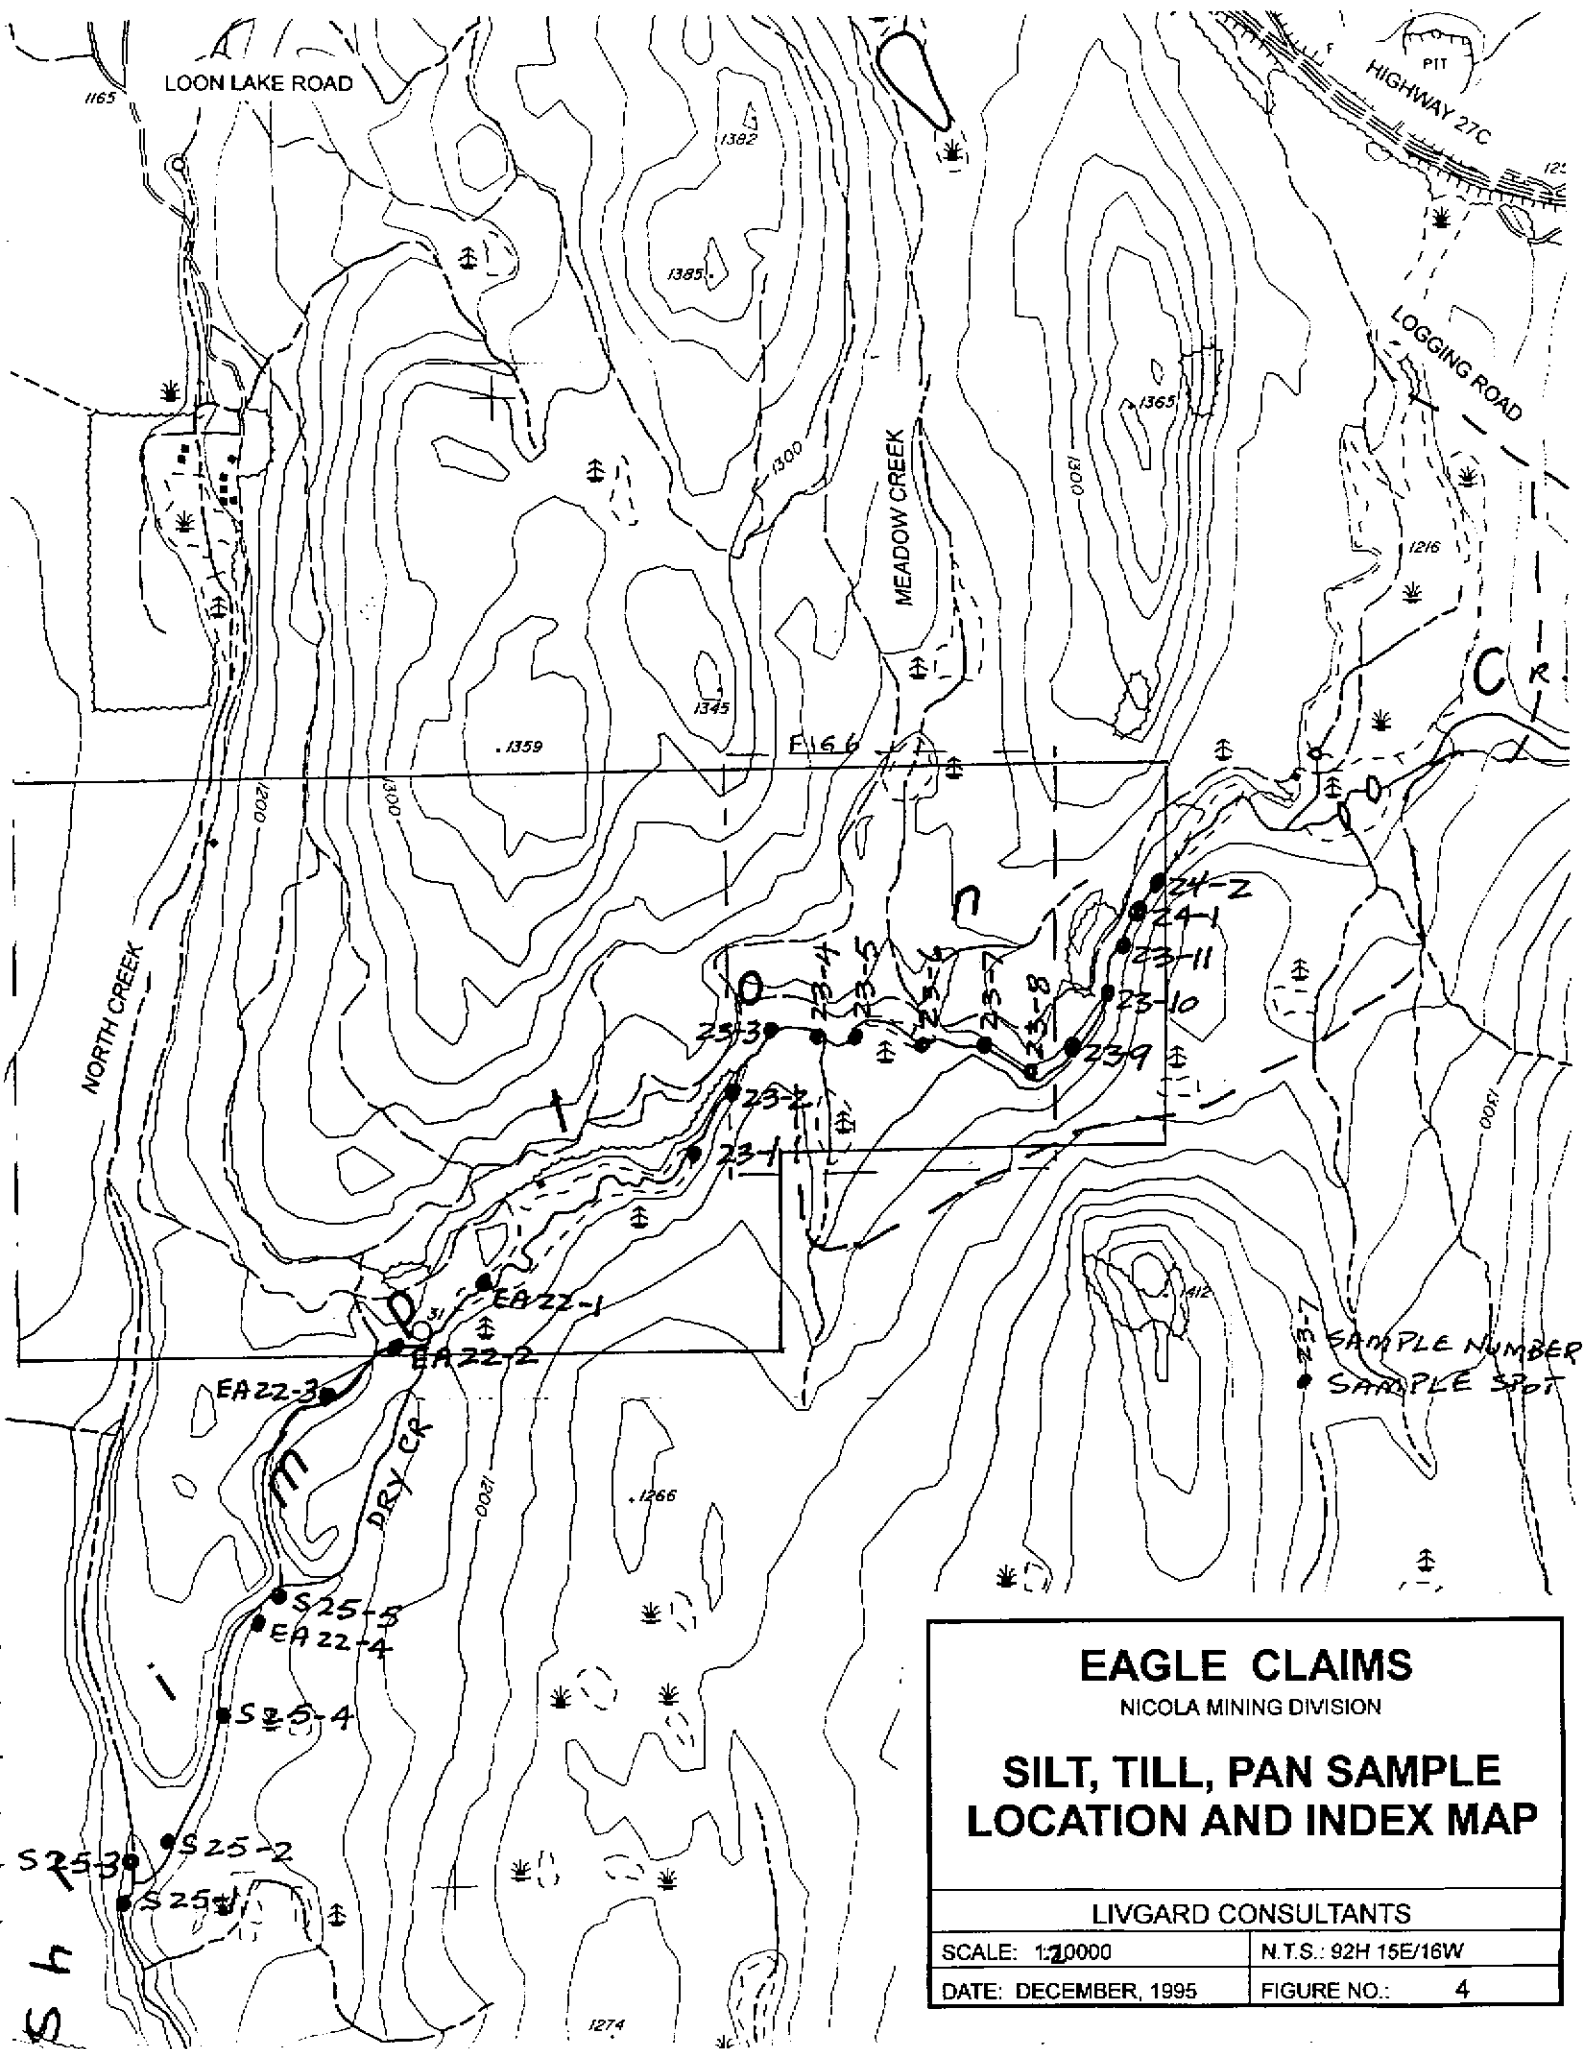 LOON LAKE ROAD
1165
PIT
F
HIGHWAY 27C
1382
1385
LOGGING ROAD
1365
1300
1300
MEADOW CREEK
1216
C R.
1345
1359
FIG 6
1200
1300
NORTH CREEK
n
24-2
24-1
23-11
23-10
23-9
23-8
23-7
23-6
23-5
23-4
23-3
23-2
23-1
o
l
1300
1412
EA22-1
31
EA22-2
EA22-3
p
m
DRY CR
1200
1266
23-7 SAMPLE NUMBER
SAMPLE SPOT
S25-5
EA22-4
i
S25-4
S25-2
S25-3
S25-1
Sh
1274
EAGLE CLAIMS
NICOLA MINING DIVISION
SILT, TILL, PAN SAMPLE
LOCATION AND INDEX MAP
LIVGARD CONSULTANTS
SCALE: 1:20000
N.T.S.: 92H 15E/16W
DATE: DECEMBER, 1995
FIGURE NO.: 4